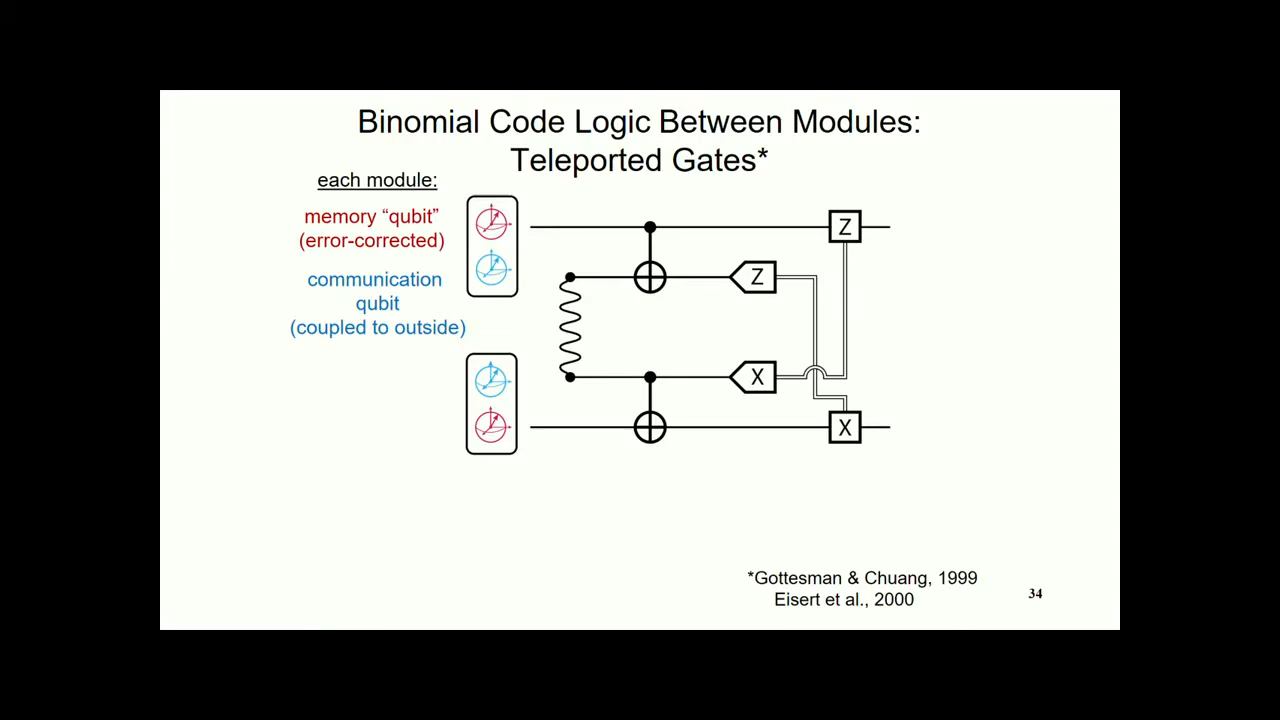 Binomial Code Logic Between Modules:
Teleported Gates*
each module:
memory “qubit”
(error-corrected)
communication
qubit
(coupled to outside)
Z
Z
X
X
*Gottesman & Chuang, 1999
Eisert et al., 2000
34